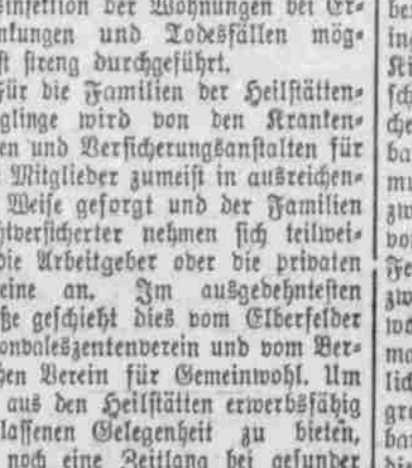 sinfektion der Wohnungen bei Er-
nkungen und Todesfällen mög-
st streng durchgeführt.
Für die Familien der Heilstätten-
glinge wird von den Kranken-
en und Versicherungsanstalten für
Mitglieder zumeist in ausreichen-
Weise gesorgt und der Familien
htversicherter nehmen sich teilwei-
die Arbeitgeber oder die privaten
eine an. Im ausgedehntesten
ße geschieht dies vom Elberfelder
onvaleszentenverein und vom Ber-
hen Verein für Gemeinwohl. Um
aus den Heilstätten erwerbsfähig
lassenen Gelegenheit zu bieten,
noch eine Zeitlang bei gesunder